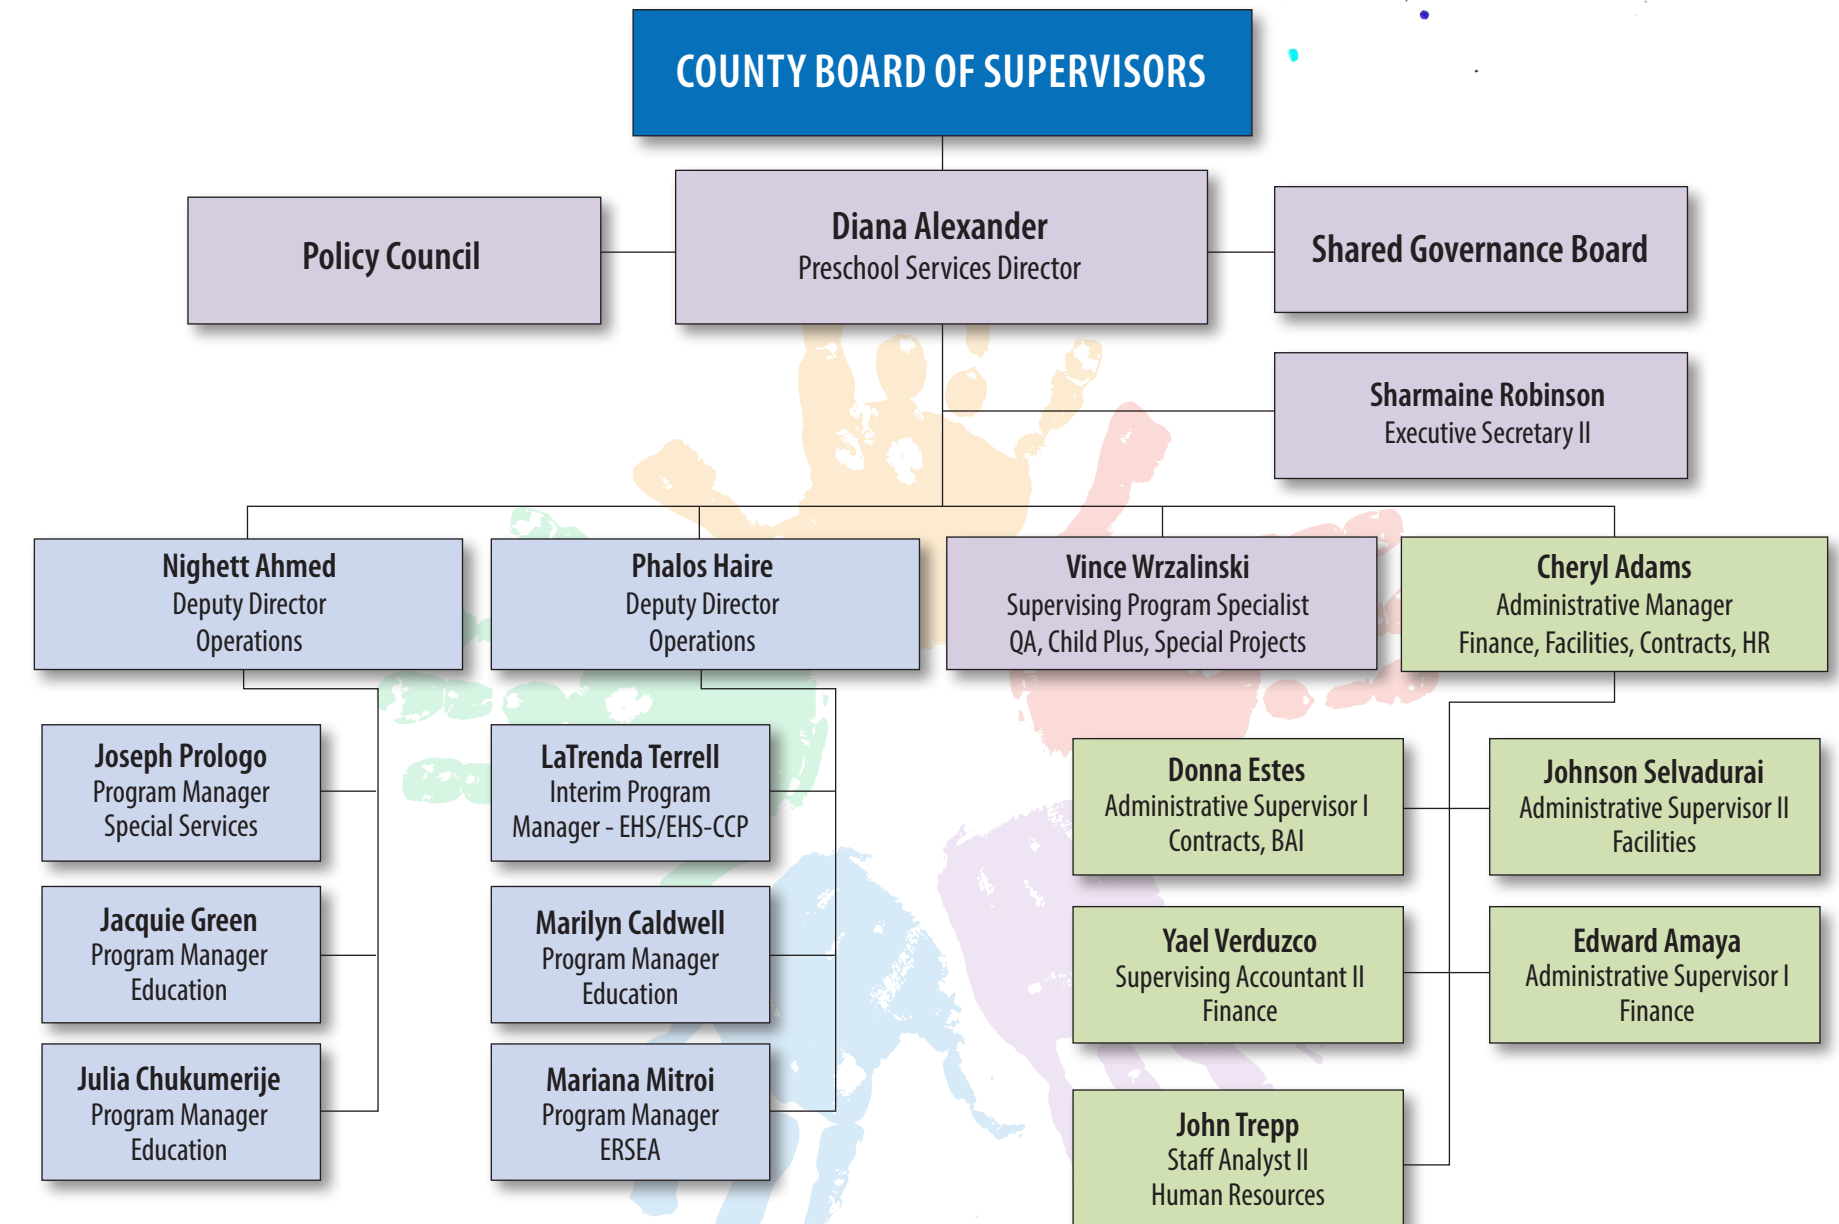 COUNTY BOARD OF SUPERVISORS
Policy Council
Diana Alexander
Preschool Services Director
Shared Governance Board
Sharmaine Robinson
Executive Secretary II
Nighett Ahmed
Deputy Director
Operations
Phalos Haire
Deputy Director
Operations
Vince Wrzalinski
Supervising Program Specialist
QA, Child Plus, Special Projects
Cheryl Adams
Administrative Manager
Finance, Facilities, Contracts, HR
Joseph Prologo
Program Manager
Special Services
Jacquie Green
Program Manager
Education
Julia Chukumerije
Program Manager
Education
LaTrenda Terrell
Interim Program
Manager - EHS/EHS-CCP
Marilyn Caldwell
Program Manager
Education
Mariana Mitroi
Program Manager
ERSEA
Donna Estes
Administrative Supervisor I
Contracts, BAI
Johnson Selvadurai
Administrative Supervisor II
Facilities
Yael Verduzco
Supervising Accountant II
Finance
Edward Amaya
Administrative Supervisor I
Finance
John Trepp
Staff Analyst II
Human Resources